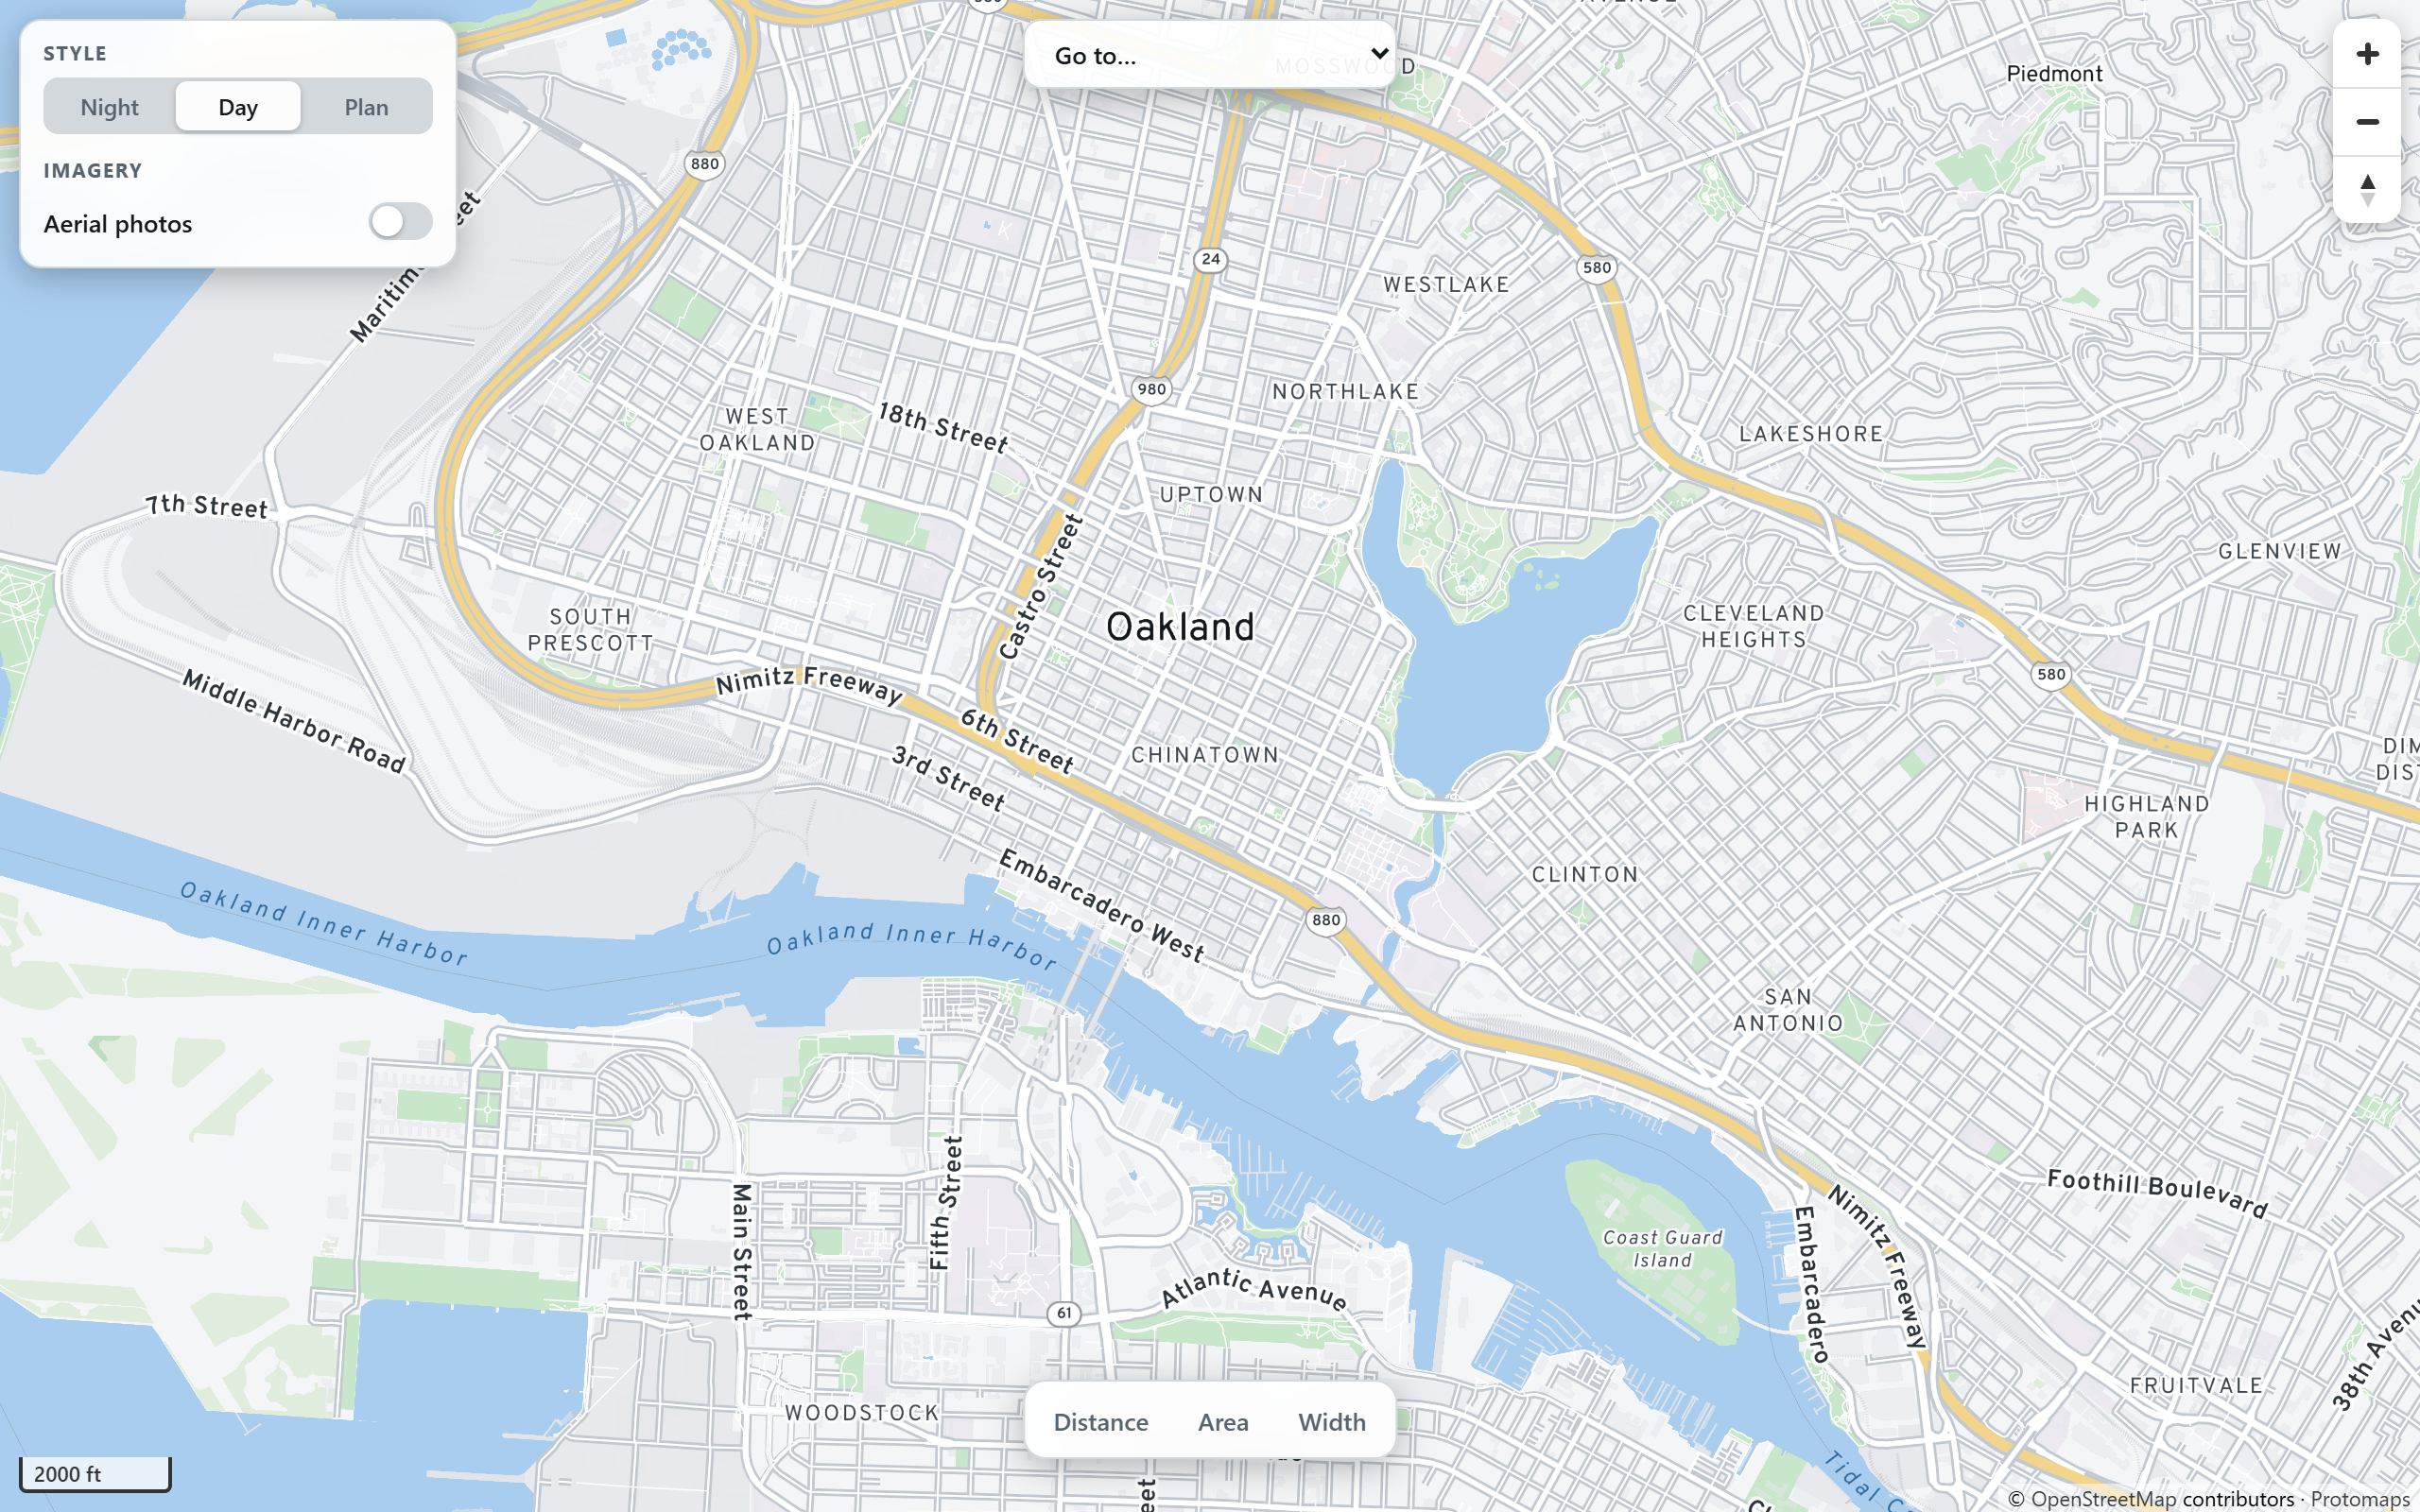 STYLE
Night
Day
Plan
IMAGERY
Aerial photos
Go to...
MOSSWOOD
Piedmont
880
24
580
WESTLAKE
980
NORTHLAKE
LAKESHORE
WEST
OAKLAND
18th Street
7th Street
UPTOWN
GLENVIEW
Castro Street
SOUTH
PRESCOTT
Oakland
CLEVELAND
HEIGHTS
580
Nimitz Freeway
Middle Harbor Road
6th Street
3rd Street
CHINATOWN
HIGHLAND
PARK
CLINTON
Embarcadero West
880
Oakland Inner Harbor
Oakland Inner Harbor
SAN
ANTONIO
Main Street
Fifth Street
Foothill Boulevard
Nimitz Freeway
Embarcadero
Coast Guard
Island
Atlantic Avenue
61
WOODSTOCK
FRUITVALE
Distance
Area
Width
2000 ft
© OpenStreetMap contributors · Protomaps